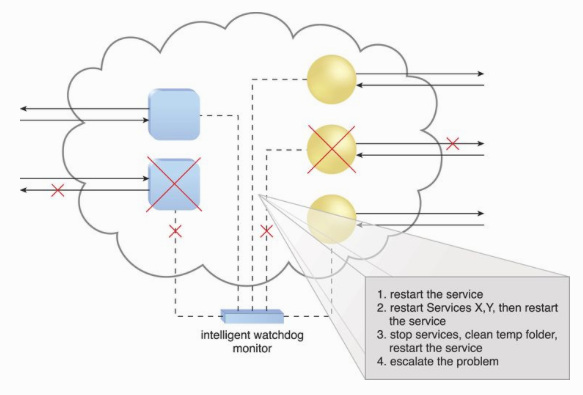 1. restart the service
2. restart Services X,Y, then restart
the service
3. stop services, clean temp folder,
restart the service
4. escalate the problem
intelligent watchdog
monitor